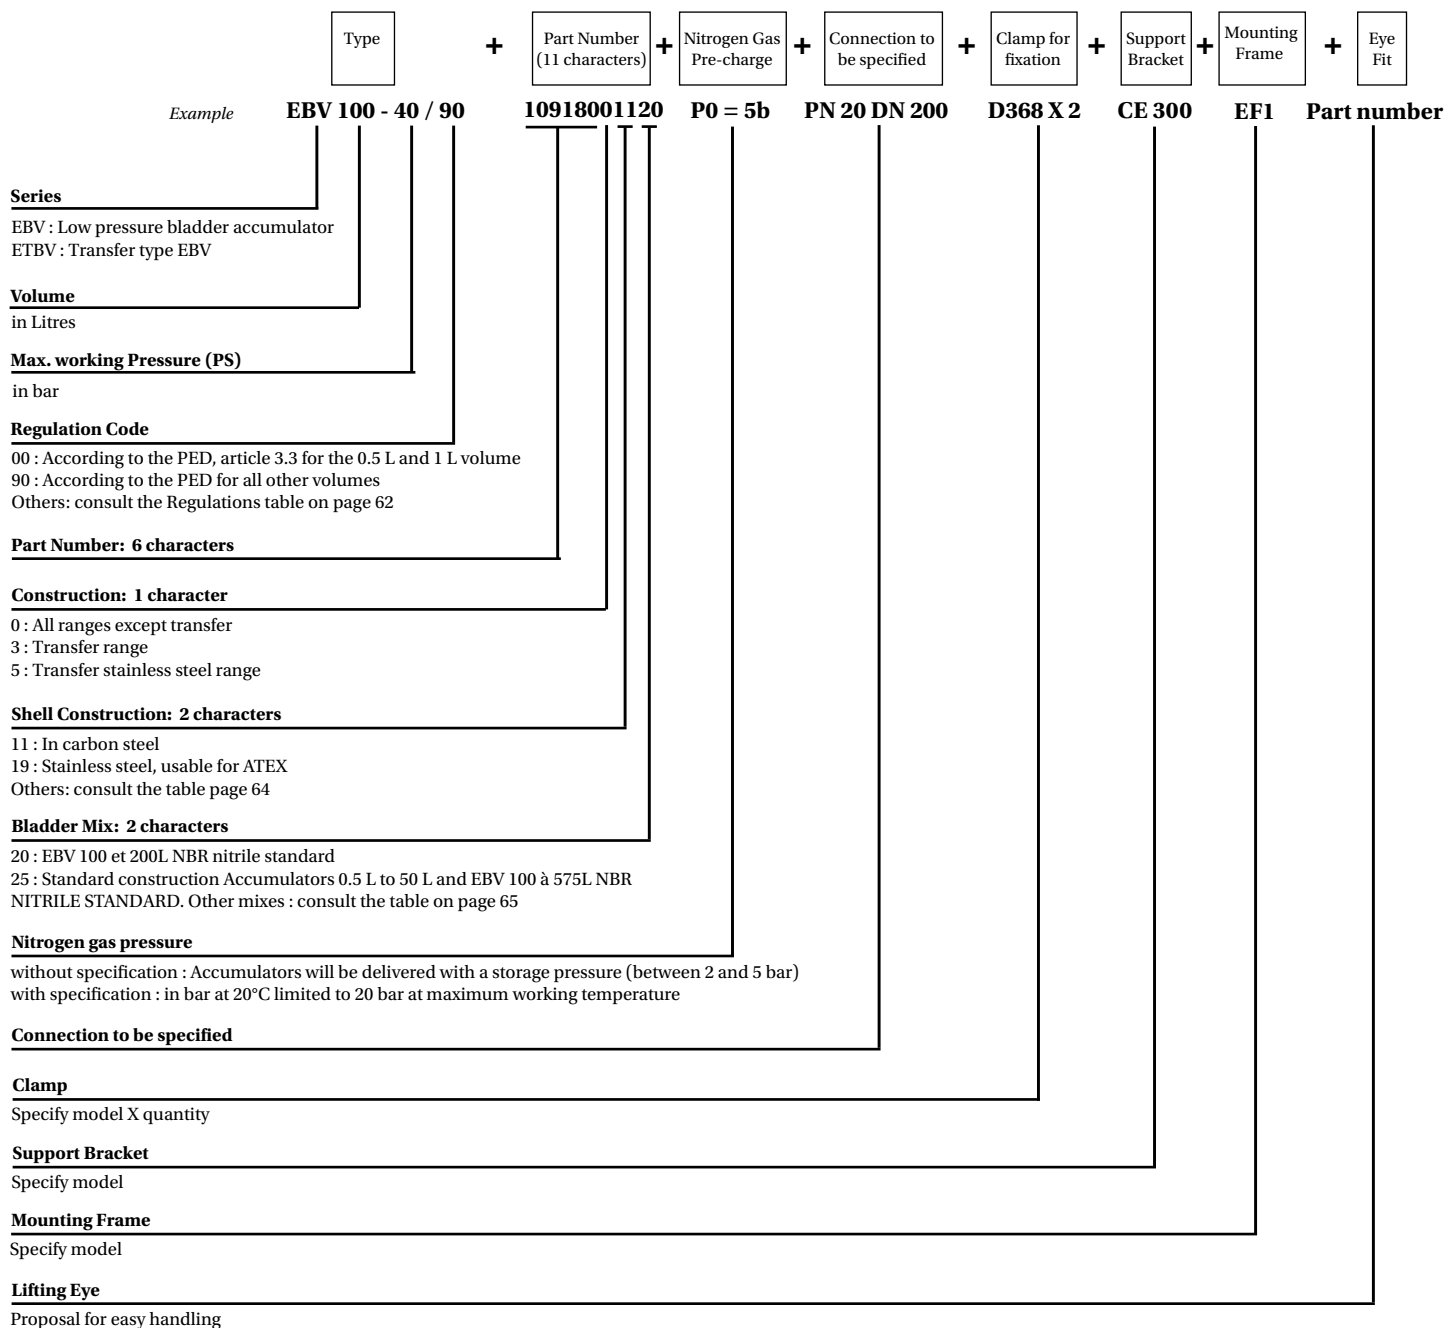 Type + Part Number (11 characters) + Nitrogen Gas Pre-charge + Connection to be specified + Clamp for fixation + Support Bracket + Mounting Frame + Eye Fit
Example EBV 100 - 40 / 90 10918001120 P0 = 5b PN 20 DN 200 D368 X 2 CE 300 EF1 Part number
Series
EBV : Low pressure bladder accumulator
ETBV : Transfer type EBV
Volume
in Litres
Max. working Pressure (PS)
in bar
Regulation Code
00 : According to the PED, article 3.3 for the 0.5 L and 1 L volume
90 : According to the PED for all other volumes
Others: consult the Regulations table on page 62
Part Number: 6 characters
Construction: 1 character
0 : All ranges except transfer
3 : Transfer range
5 : Transfer stainless steel range
Shell Construction: 2 characters
11 : In carbon steel
19 : Stainless steel, usable for ATEX
Others: consult the table page 64
Bladder Mix: 2 characters
20 : EBV 100 et 200L NBR nitrile standard
25 : Standard construction Accumulators 0.5 L to 50 L and EBV 100 à 575L NBR
NITRILE STANDARD. Other mixes : consult the table on page 65
Nitrogen gas pressure
without specification : Accumulators will be delivered with a storage pressure (between 2 and 5 bar)
with specification : in bar at 20°C limited to 20 bar at maximum working temperature
Connection to be specified
Clamp
Specify model X quantity
Support Bracket
Specify model
Mounting Frame
Specify model
Lifting Eye
Proposal for easy handling